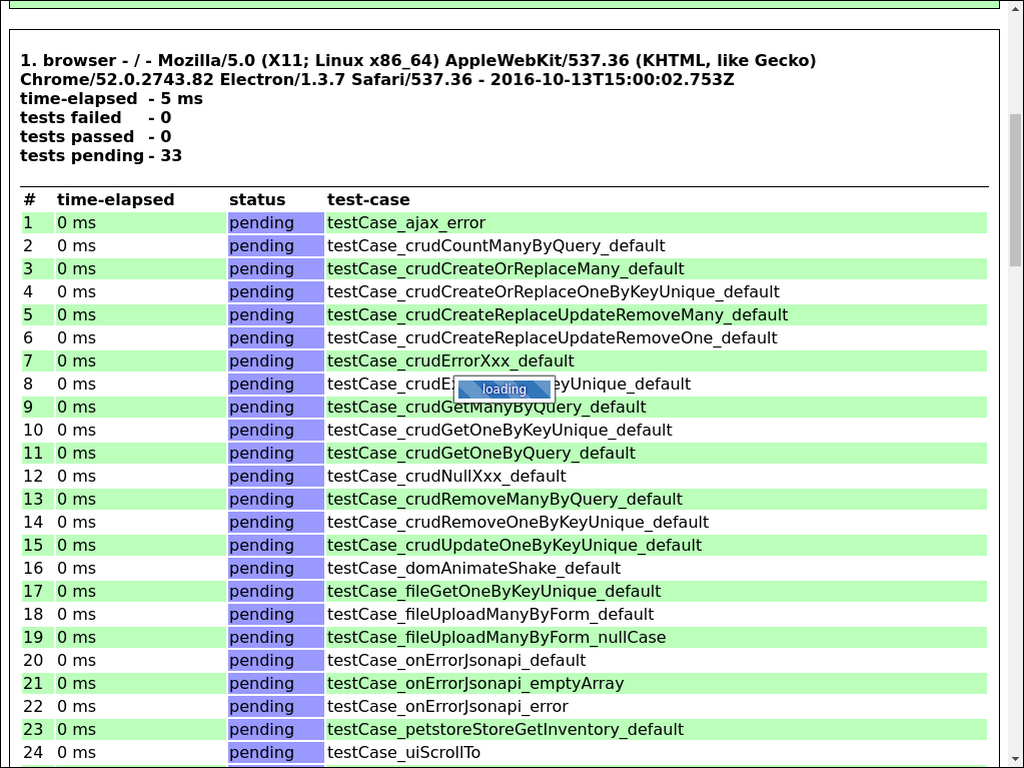 1. browser - / - Mozilla/5.0 (X11; Linux x86_64) AppleWebKit/537.36 (KHTML, like Gecko)
Chrome/52.0.2743.82 Electron/1.3.7 Safari/537.36 - 2016-10-13T15:00:02.753Z
time-elapsed - 5 ms
tests failed - 0
tests passed - 0
tests pending - 33
# time-elapsed status test-case
1 0 ms pending testCase_ajax_error
2 0 ms pending testCase_crudCountManyByQuery_default
3 0 ms pending testCase_crudCreateOrReplaceMany_default
4 0 ms pending testCase_crudCreateOrReplaceOneByKeyUnique_default
5 0 ms pending testCase_crudCreateReplaceUpdateRemoveMany_default
6 0 ms pending testCase_crudCreateReplaceUpdateRemoveOne_default
7 0 ms pending testCase_crudErrorXxx_default
8 0 ms pending eyUnique_default
loading
9 0 ms pending testCase_crudGetManyByQuery_default
10 0 ms pending testCase_crudGetOneByKeyUnique_default
11 0 ms pending testCase_crudGetOneByQuery_default
12 0 ms pending testCase_crudNullXxx_default
13 0 ms pending testCase_crudRemoveManyByQuery_default
14 0 ms pending testCase_crudRemoveOneByKeyUnique_default
15 0 ms pending testCase_crudUpdateOneByKeyUnique_default
16 0 ms pending testCase_domAnimateShake_default
17 0 ms pending testCase_fileGetOneByKeyUnique_default
18 0 ms pending testCase_fileUploadManyByForm_default
19 0 ms pending testCase_fileUploadManyByForm_nullCase
20 0 ms pending testCase_onErrorJsonapi_default
21 0 ms pending testCase_onErrorJsonapi_emptyArray
22 0 ms pending testCase_onErrorJsonapi_error
23 0 ms pending testCase_petstoreStoreGetInventory_default
24 0 ms pending testCase_uiScrollTo